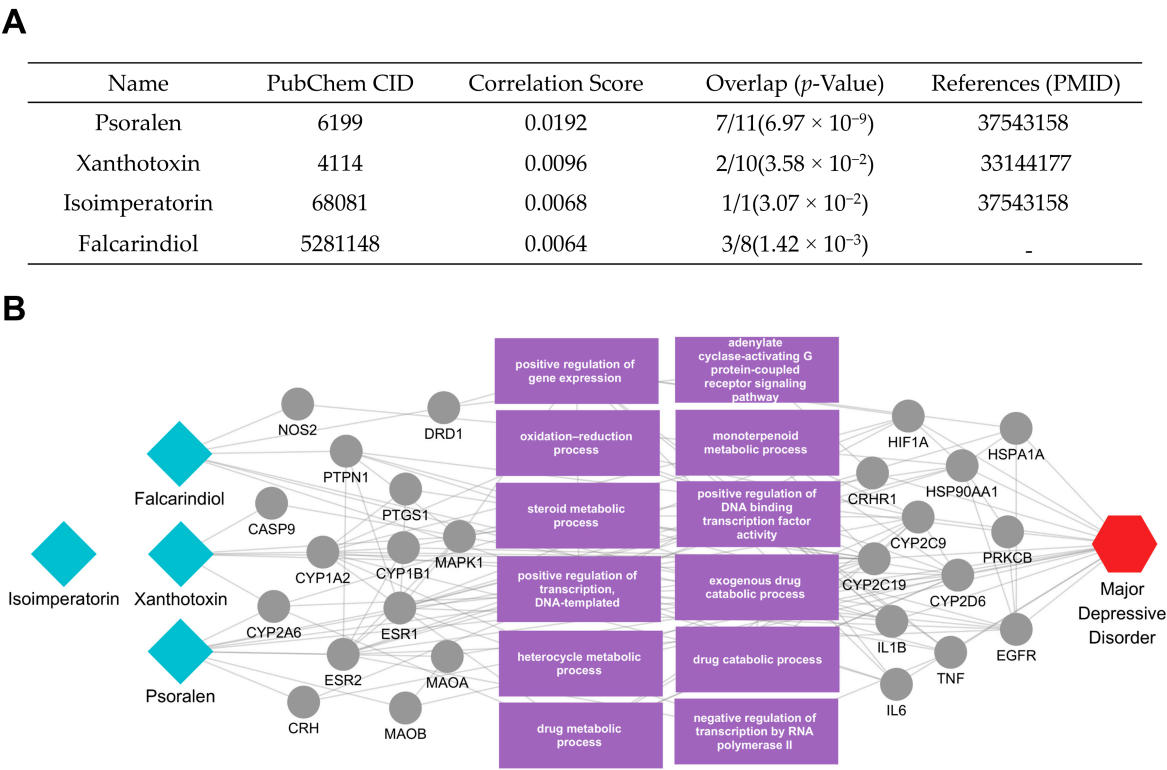 A
Name PubChem CID Correlation Score Overlap (p-Value) References (PMID)
Psoralen 6199 0.0192 7/11(6.97 × 10⁻⁹) 37543158
Xanthotoxin 4114 0.0096 2/10(3.58 × 10⁻²) 33144177
Isoimperatorin 68081 0.0068 1/1(3.07 × 10⁻²) 37543158
Falcarindiol 5281148 0.0064 3/8(1.42 × 10⁻³) -
B
Isoimperatorin
Falcarindiol
Xanthotoxin
Psoralen
NOS2
DRD1
PTPN1
PTGS1
CASP9
MAPK1
CYP1A2
CYP1B1
CYP2A6
ESR1
ESR2
MAOA
CRH
MAOB
positive regulation of
gene expression
oxidation–reduction
process
steroid metabolic
process
positive regulation of
transcription,
DNA-templated
heterocycle metabolic
process
drug metabolic
process
adenylate
cyclase-activating G
protein-coupled
receptor signaling
pathway
monoterpenoid
metabolic process
positive regulation of
DNA binding
transcription factor
activity
exogenous drug
catabolic process
drug catabolic process
negative regulation of
transcription by RNA
polymerase II
HIF1A
HSPA1A
CRHR1
HSP90AA1
CYP2C9
PRKCB
CYP2C19
CYP2D6
IL1B
EGFR
TNF
IL6
Major
Depressive
Disorder